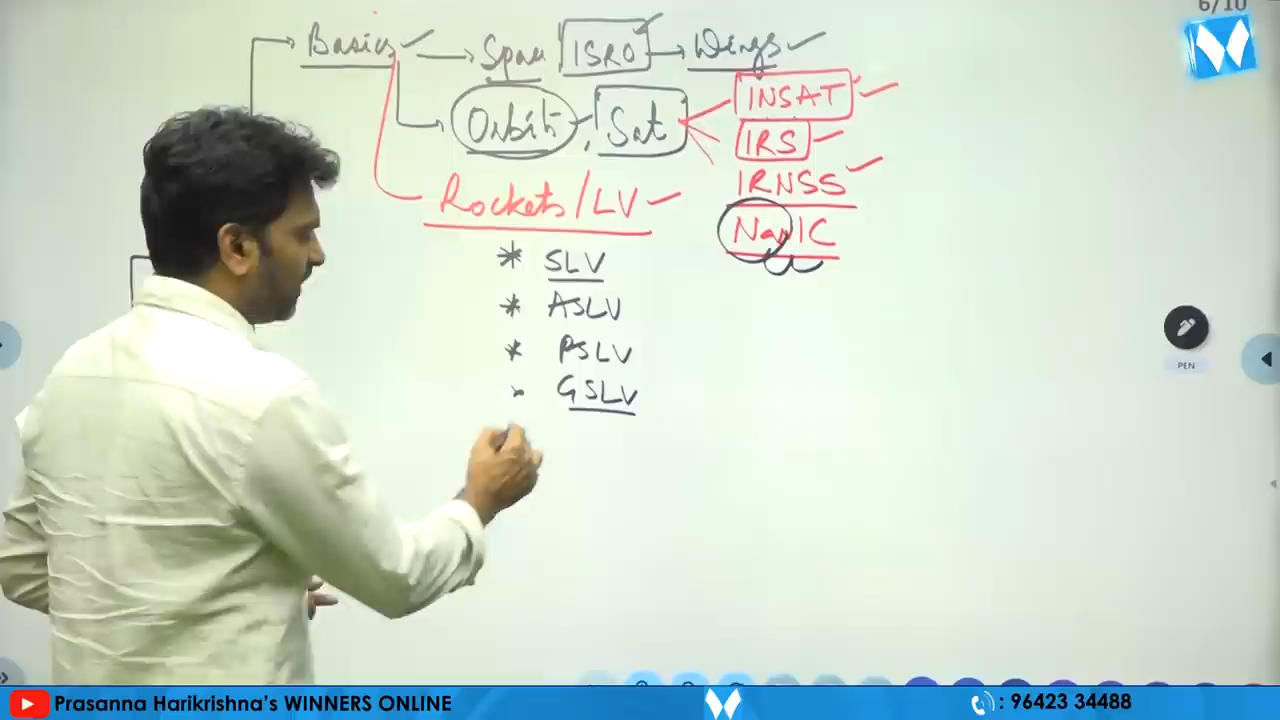 6/10
Basics → Space ISRO → Wings
Orbit, Sat
INSAT
IRS
IRNSS
NavIC
Rockets/LV
* SLV
* ASLV
* PSLV
* GSLV
PEN
Prasanna Harikrishna's WINNERS ONLINE
: 96423 34488